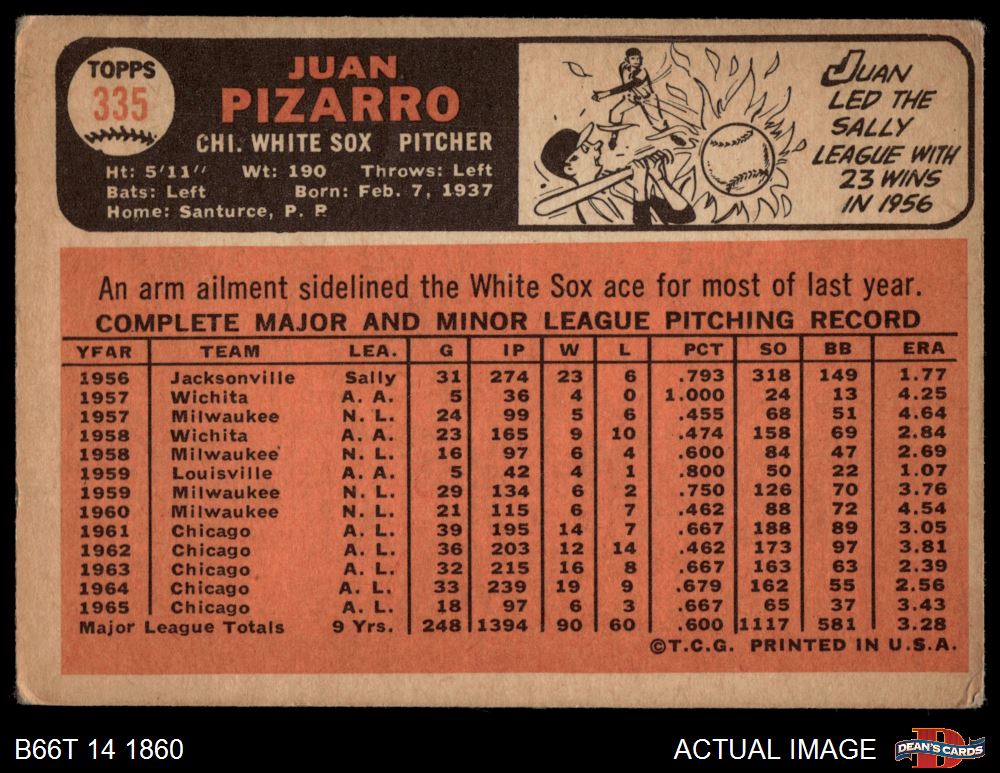 TOPPS
335
JUAN
PIZARRO
CHI. WHITE SOX PITCHER
Ht: 5'11" Wt: 190 Throws: Left
Bats: Left Born: Feb. 7, 1937
Home: Santurce, P. R.
JUAN
LED THE
SALLY
LEAGUE WITH
23 WINS
IN 1956
An arm ailment sidelined the White Sox ace for most of last year.
COMPLETE MAJOR AND MINOR LEAGUE PITCHING RECORD
YEAR TEAM LEA. G IP W L PCT SO BB ERA
1956 Jacksonville Sally 31 274 23 6 .793 318 149 1.77
1957 Wichita A. A. 5 36 4 0 1.000 24 13 4.25
1957 Milwaukee N. L. 24 99 5 6 .455 68 51 4.64
1958 Wichita A. A. 23 165 9 10 .474 158 69 2.84
1958 Milwaukee N. L. 16 97 6 4 .600 84 47 2.69
1959 Louisville A. A. 5 42 4 1 .800 50 22 1.07
1959 Milwaukee N. L. 29 134 6 2 .750 126 70 3.76
1960 Milwaukee N. L. 21 115 6 7 .462 88 72 4.54
1961 Chicago A. L. 39 195 14 7 .667 188 89 3.05
1962 Chicago A. L. 36 203 12 14 .462 173 97 3.81
1963 Chicago A. L. 32 215 16 8 .667 163 63 2.39
1964 Chicago A. L. 33 239 19 9 .679 162 55 2.56
1965 Chicago A. L. 18 97 6 3 .667 65 37 3.43
Major League Totals 9 Yrs. 248 1394 90 60 .600 1117 581 3.28
©T.C.G. PRINTED IN U.S.A.
B66T 14 1860
ACTUAL IMAGE
D
DEAN'S CARDS